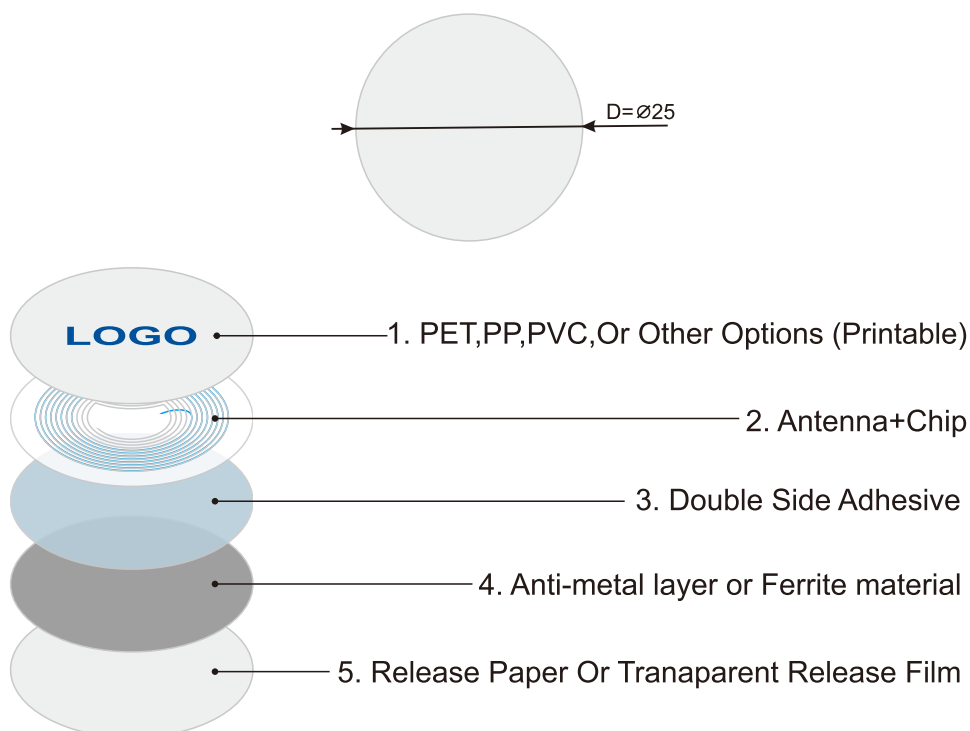 D=⌀25
LOGO
1. PET,PP,PVC,Or Other Options (Printable)
2. Antenna+Chip
3. Double Side Adhesive
4. Anti-metal layer or Ferrite material
5. Release Paper Or Tranaparent Release Film